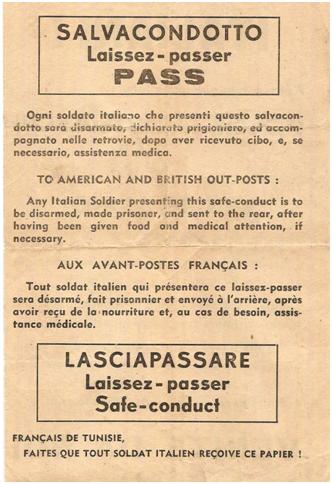 SALVACONDOTTO
Laissez-passer
PASS
Ogni soldato italiano che presenti questo salvacon-
dotto sarà disarmato, dichiarato prigioniero, ed accom-
pagnato nelle retrovie, dopo aver ricevuto cibo, e, se
necessario, assistenza medica.
TO AMERICAN AND BRITISH OUT-POSTS :
Any Italian Soldier presenting this safe-conduct is to
be disarmed, made prisoner, and sent to the rear, after
having been given food and medical attention, if
necessary.
AUX AVANT-POSTES FRANÇAIS :
Tout soldat italien qui présentera ce laissez-passer
sera désarmé, fait prisonnier et envoyé à l'arrière, après
avoir reçu de la nourriture et, au cas de besoin, assis-
tance médicale.
LASCIAPASSARE
Laissez-passer
Safe-conduct
FRANÇAIS DE TUNISIE,
FAITES QUE TOUT SOLDAT ITALIEN REÇOIVE CE PAPIER !